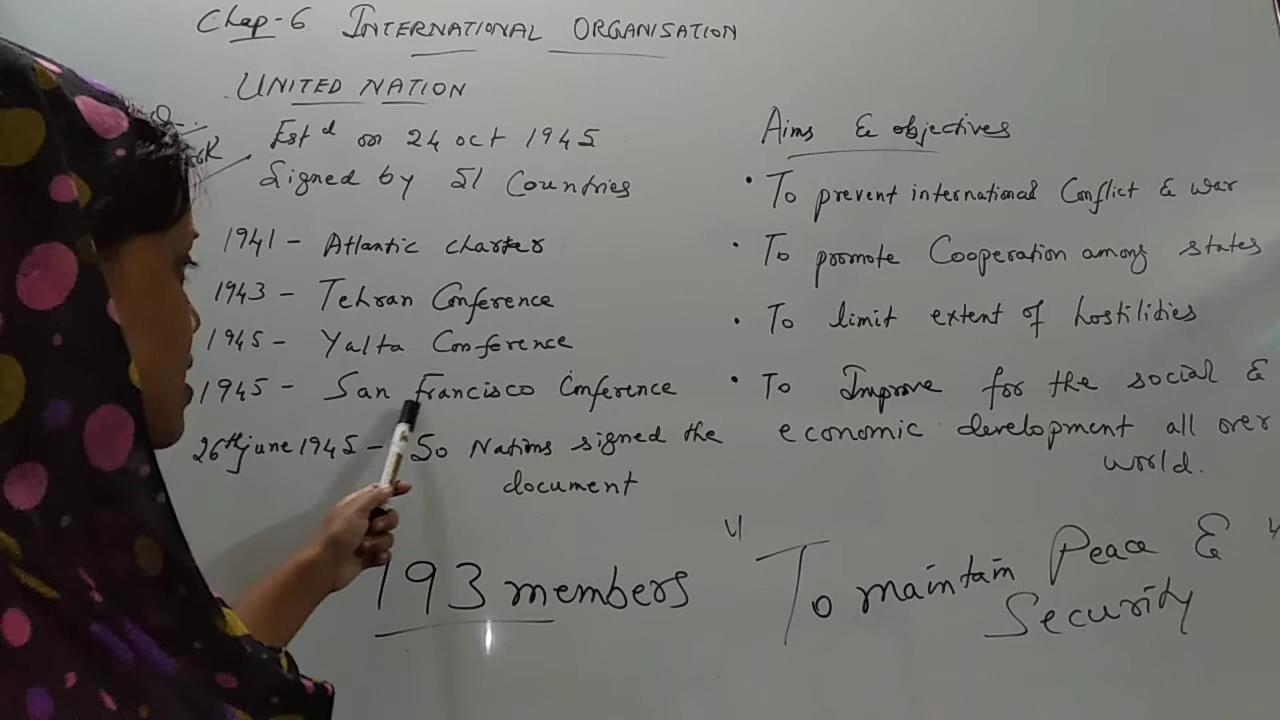 Chap-6 INTERNATIONAL ORGANISATION
UNITED NATION
Estd on 24 oct 1945
Signed by 51 Countries
1941 - Atlantic charter
1943 - Tehran Conference
1945 - Yalta Conference
1945 - San Francisco Conference
26th june 1945 - 50 Nations signed the
document
193 members
Aims & objectives
• To prevent international Conflict & war
• To promote Cooperation among states
• To limit extent of hostilities
• To Improve for the social &
economic development all over
world.
"To maintain Peace &"
Security